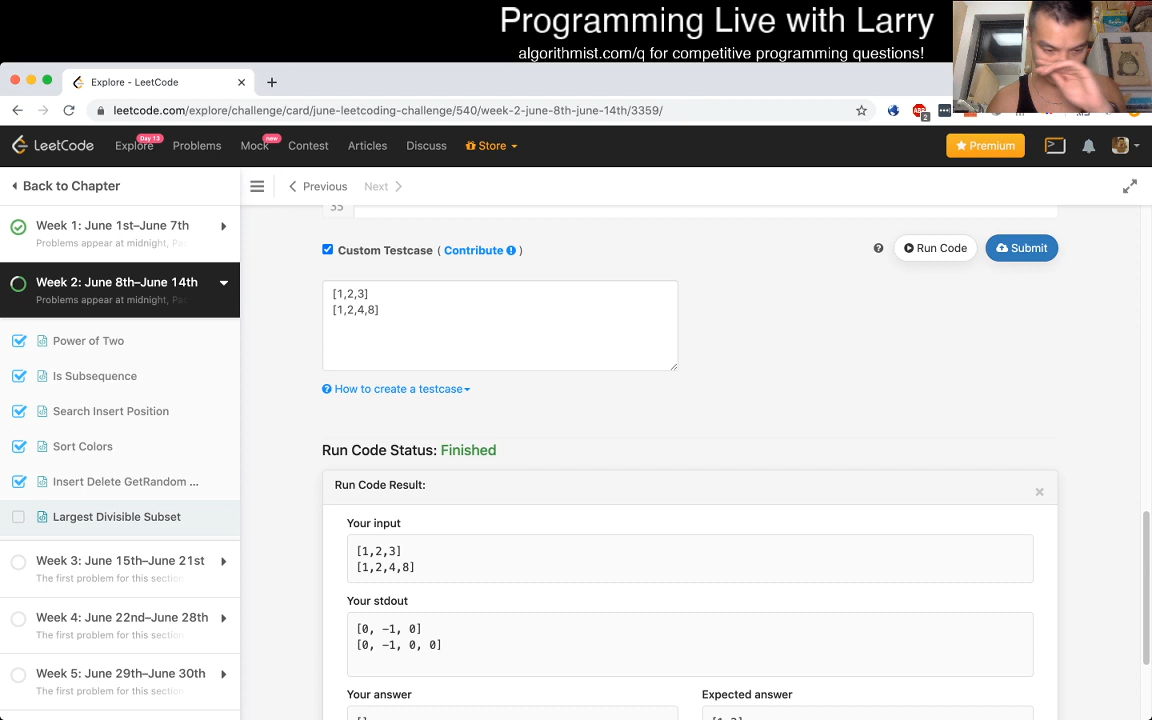 Programming Live with Larry
algorithmist.com/q for competitive programming questions!
Explore - LeetCode
leetcode.com/explore/challenge/card/june-leetcoding-challenge/540/week-2-june-8th-june-14th/3359/
ABP
2
LeetCode
Explore
Day 13
Problems
Mock
new
Contest
Articles
Discuss
Store
Premium
Back to Chapter
Previous
Next
Week 1: June 1st–June 7th
Problems appear at midnight, Pac
Week 2: June 8th–June 14th
Problems appear at midnight, Pac
Power of Two
Is Subsequence
Search Insert Position
Sort Colors
Insert Delete GetRandom ...
Largest Divisible Subset
Week 3: June 15th–June 21st
The first problem for this section
Week 4: June 22nd–June 28th
The first problem for this section
Week 5: June 29th–June 30th
The first problem for this section
35
Custom Testcase ( Contribute )
Run Code
Submit
[1,2,3]
[1,2,4,8]
How to create a testcase
Run Code Status: Finished
Run Code Result:
Your input
[1,2,3]
[1,2,4,8]
Your stdout
[0, -1, 0]
[0, -1, 0, 0]
Your answer
Expected answer